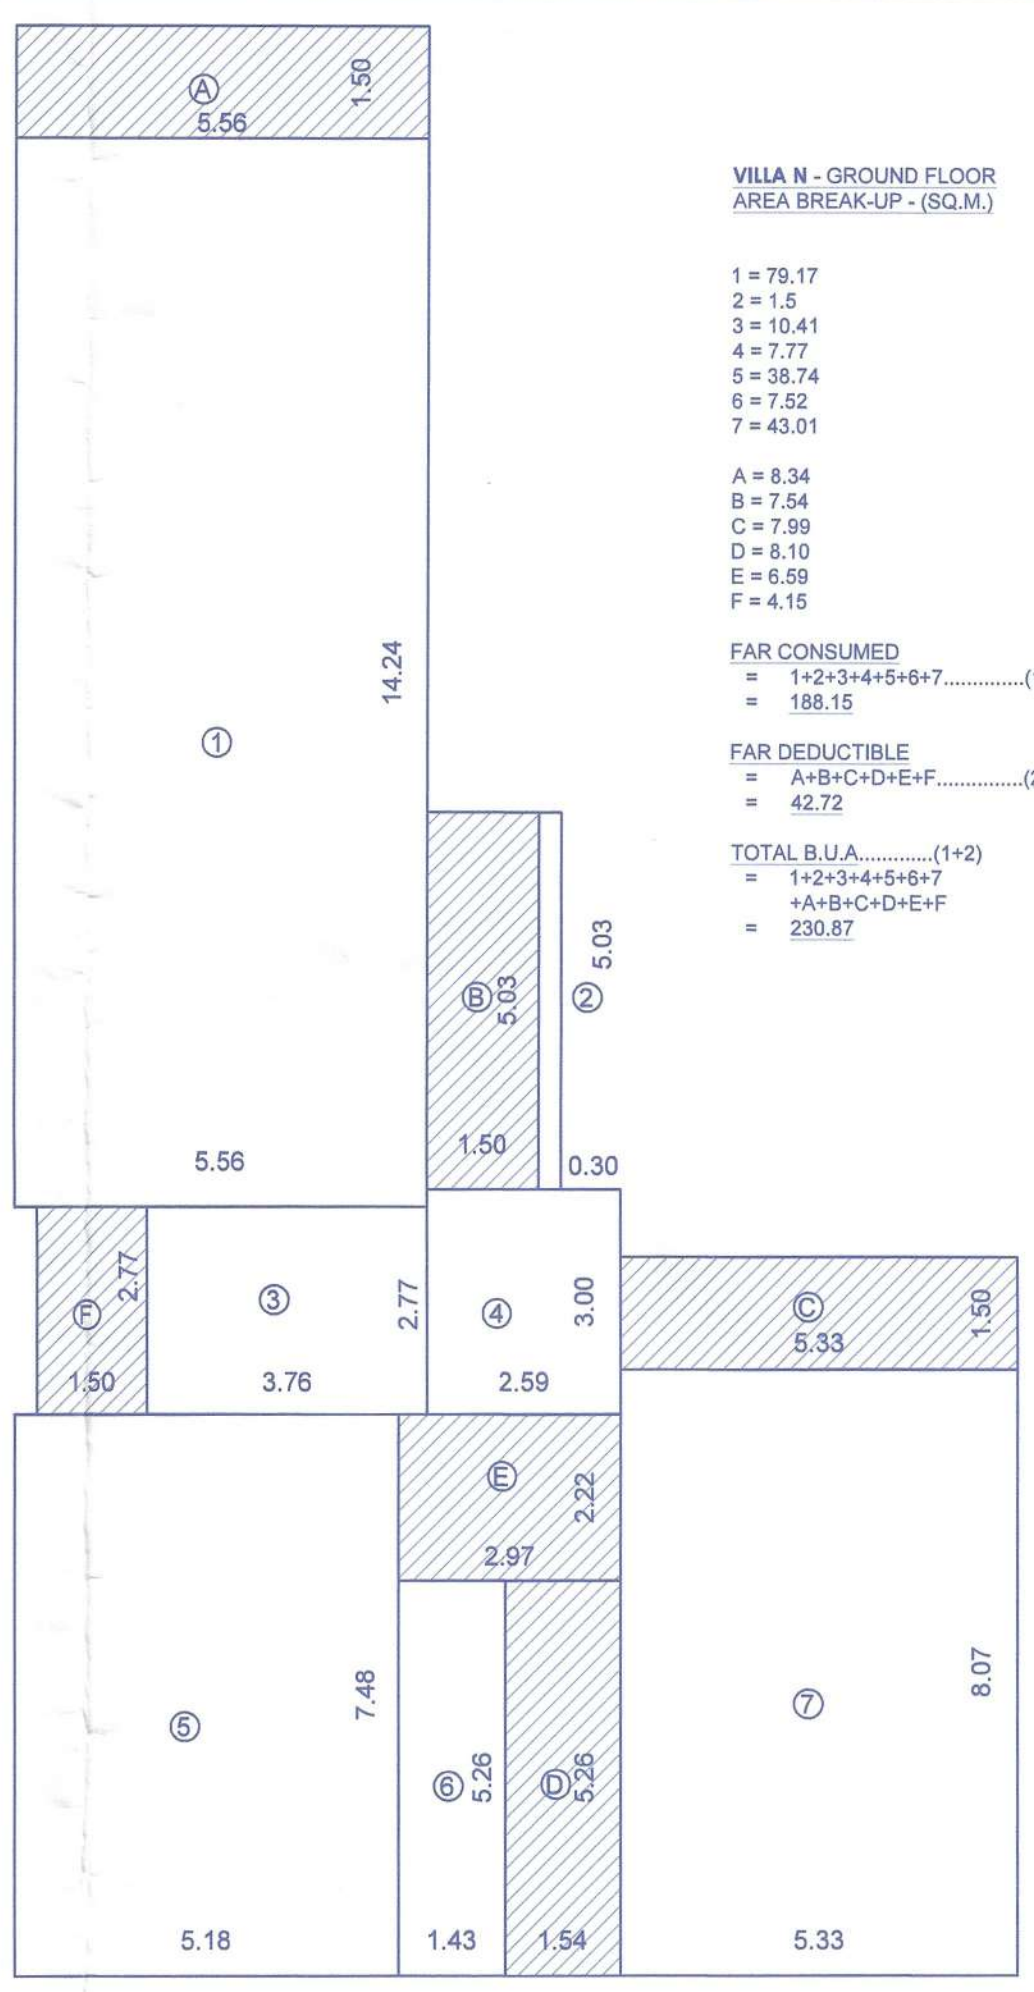 A
1.50
5.56
VILLA N - GROUND FLOOR
AREA BREAK-UP - (SQ.M.)
1 = 79.17
2 = 1.5
3 = 10.41
4 = 7.77
5 = 38.74
6 = 7.52
7 = 43.01
A = 8.34
B = 7.54
C = 7.99
D = 8.10
E = 6.59
F = 4.15
FAR CONSUMED
= 1+2+3+4+5+6+7..............(1
= 188.15
FAR DEDUCTIBLE
= A+B+C+D+E+F...............(2
= 42.72
TOTAL B.U.A.............(1+2)
= 1+2+3+4+5+6+7
+A+B+C+D+E+F
= 230.87
14.24
1
5.56
B
5.03
1.50
5.03
2
0.30
F
2.77
1.50
3
2.77
3.76
4
3.00
2.59
C
1.50
5.33
E
2.22
2.97
5
7.48
5.18
6
5.26
1.43
D
5.26
1.54
7
8.07
5.33